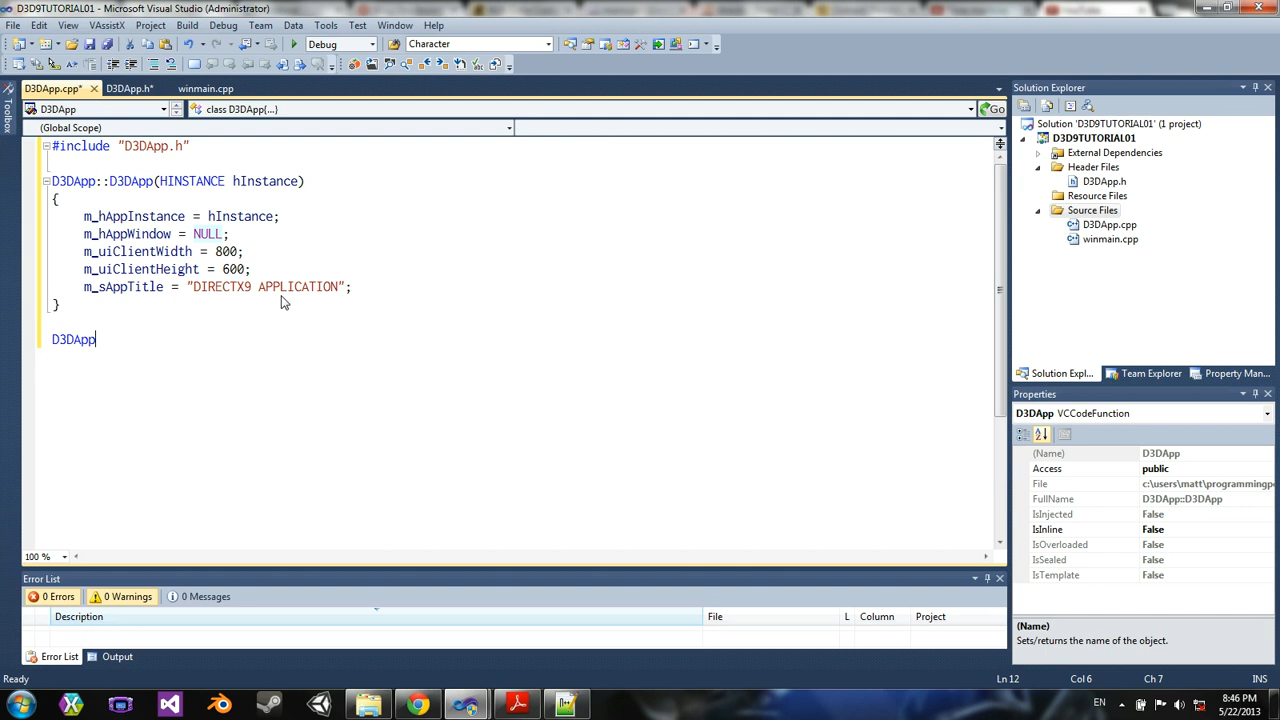 D3D9TUTORIAL01 - Microsoft Visual Studio (Administrator)
File Edit View VAssistX Project Build Debug Team Data Tools Test Window Help
Debug Character
D3DApp.cpp* D3DApp.h* winmain.cpp
D3DApp class D3DApp{...} Go
(Global Scope)
#include "D3DApp.h"
D3DApp::D3DApp(HINSTANCE hInstance)
{
m_hAppInstance = hInstance;
m_hAppWindow = NULL;
m_uiClientWidth = 800;
m_uiClientHeight = 600;
m_sAppTitle = "DIRECTX9 APPLICATION";
}
D3DApp
100 %
Toolbox
Error List
0 Errors 0 Warnings 0 Messages
Description File L Column Project
Error List Output
Ready Ln 12 Col 6 Ch 7 INS
Solution Explorer
Solution 'D3D9TUTORIAL01' (1 project)
D3D9TUTORIAL01
External Dependencies
Header Files
D3DApp.h
Resource Files
Source Files
D3DApp.cpp
winmain.cpp
Solution Expl... Team Explorer Property Man...
Properties
D3DApp VCCodeFunction
(Name) D3DApp
Access public
File c:\users\matt\programmingp
FullName D3DApp::D3DApp
IsInjected False
IsInline False
IsOverloaded False
IsSealed False
IsTemplate False
(Name)
Sets/returns the name of the object.
EN
8:46 PM
5/22/2013